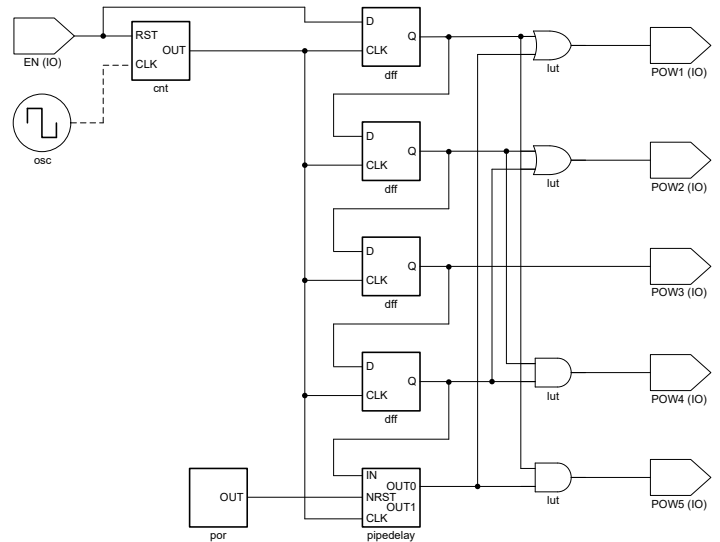 D
Q
CLK
dff
RST
OUT
CLK
cnt
EN (IO)
osc
lut
POW1 (IO)
D
Q
CLK
dff
lut
POW2 (IO)
D
Q
CLK
dff
POW3 (IO)
D
Q
CLK
dff
lut
POW4 (IO)
OUT
por
IN
OUT0
NRST
OUT1
CLK
pipedelay
lut
POW5 (IO)